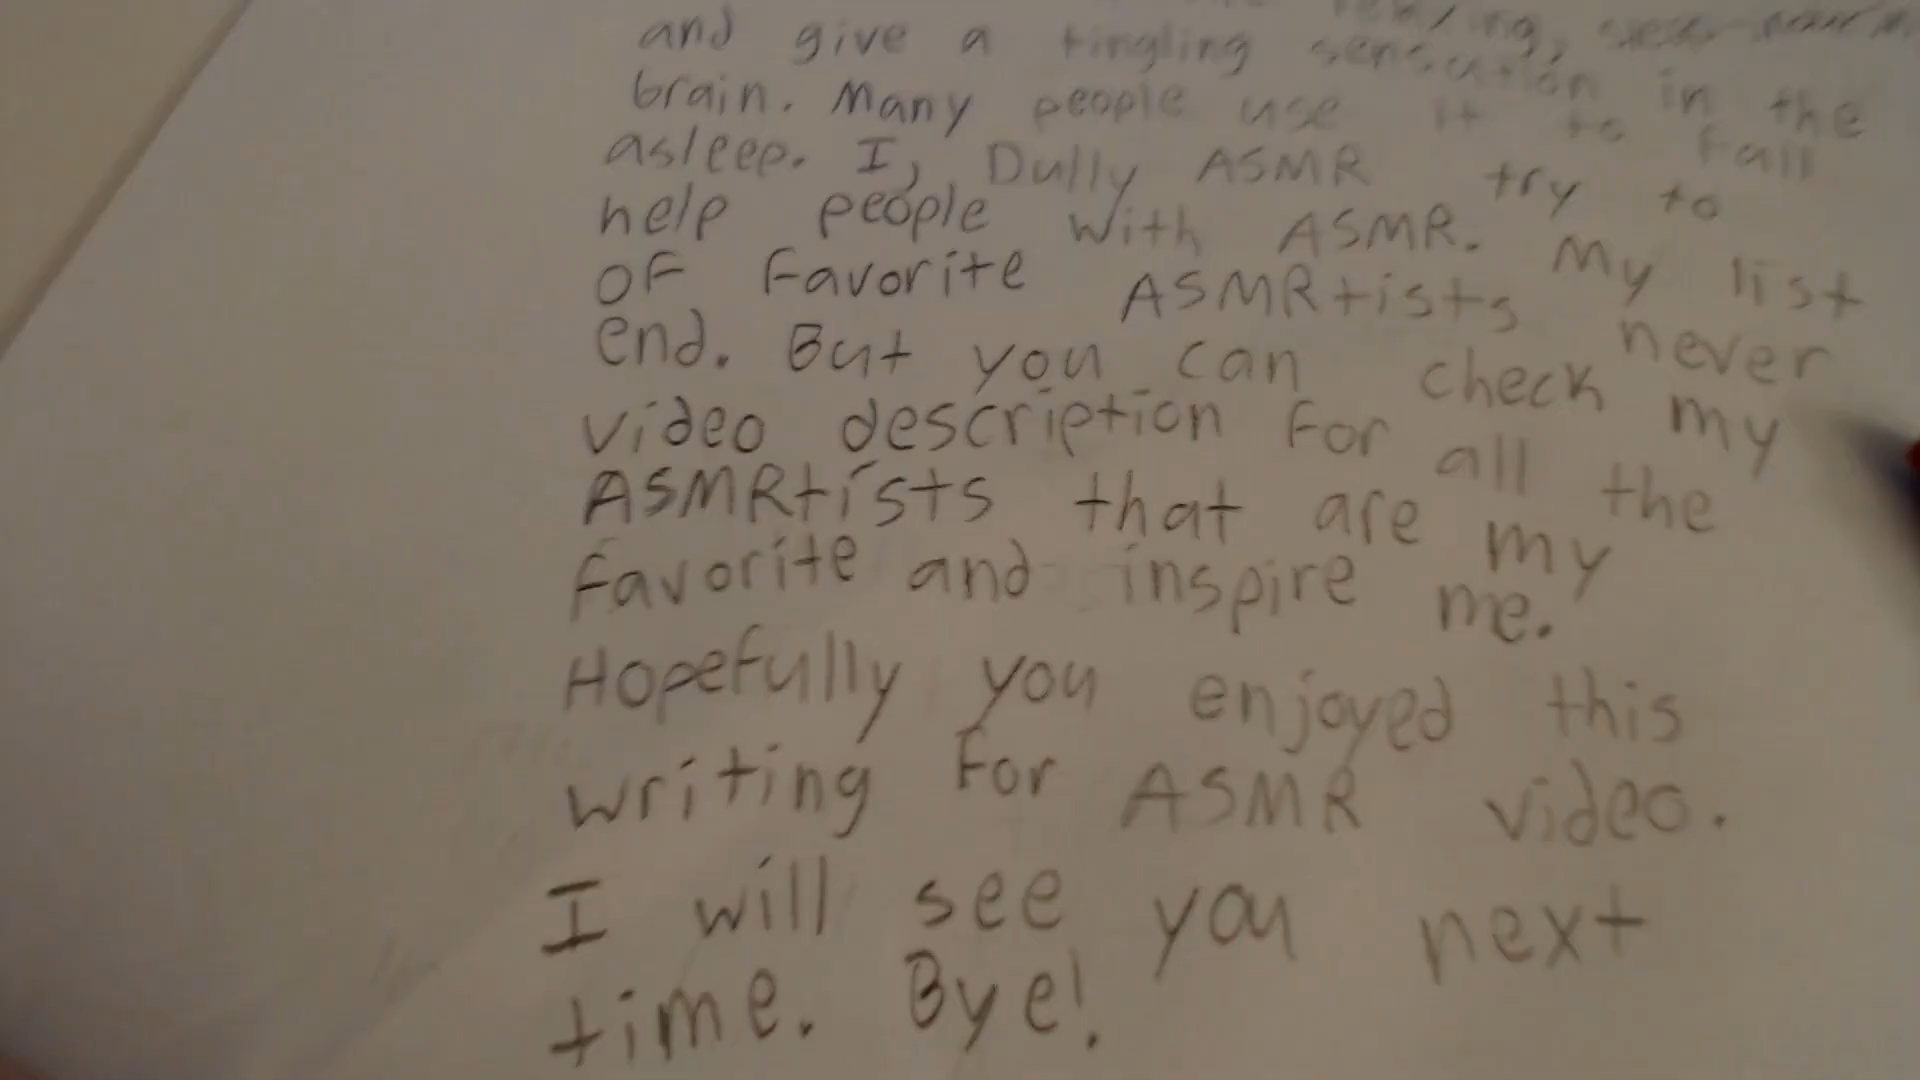 and give a tingling sensation in the
brain. Many people use it to fall
asleep. I, Dully ASMR try to
help people with ASMR. My list
of favorite ASMRtists never
end. But you can check my
video description for all the
ASMRtists that are my
favorite and inspire me.
Hopefully you enjoyed this
writing for ASMR video.
I will see you next
time. Bye!